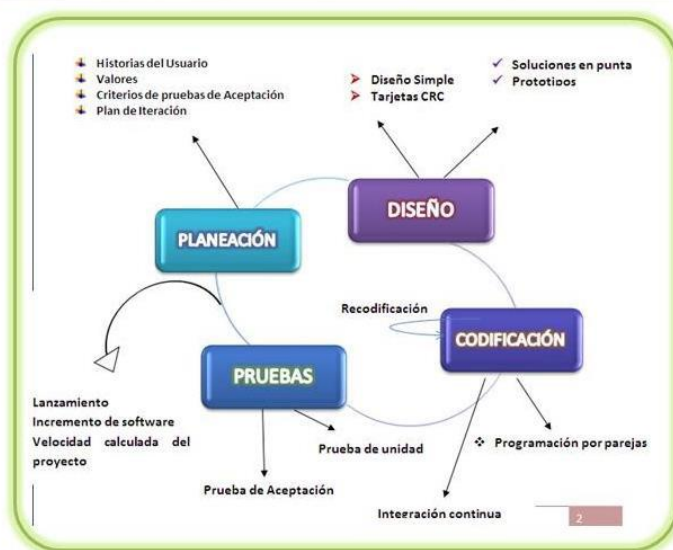 Historias del Usuario
Valores
Criterios de pruebas de Aceptación
Plan de Iteración
Diseño Simple
Tarjetas CRC
Soluciones en punta
Prototipos
DISEÑO
PLANEACIÓN
Recodificación
CODIFICACIÓN
PRUEBAS
Lanzamiento
Incremento de software
Velocidad calculada del
proyecto
Prueba de unidad
Programación por parejas
Prueba de Aceptación
Integración continua
2